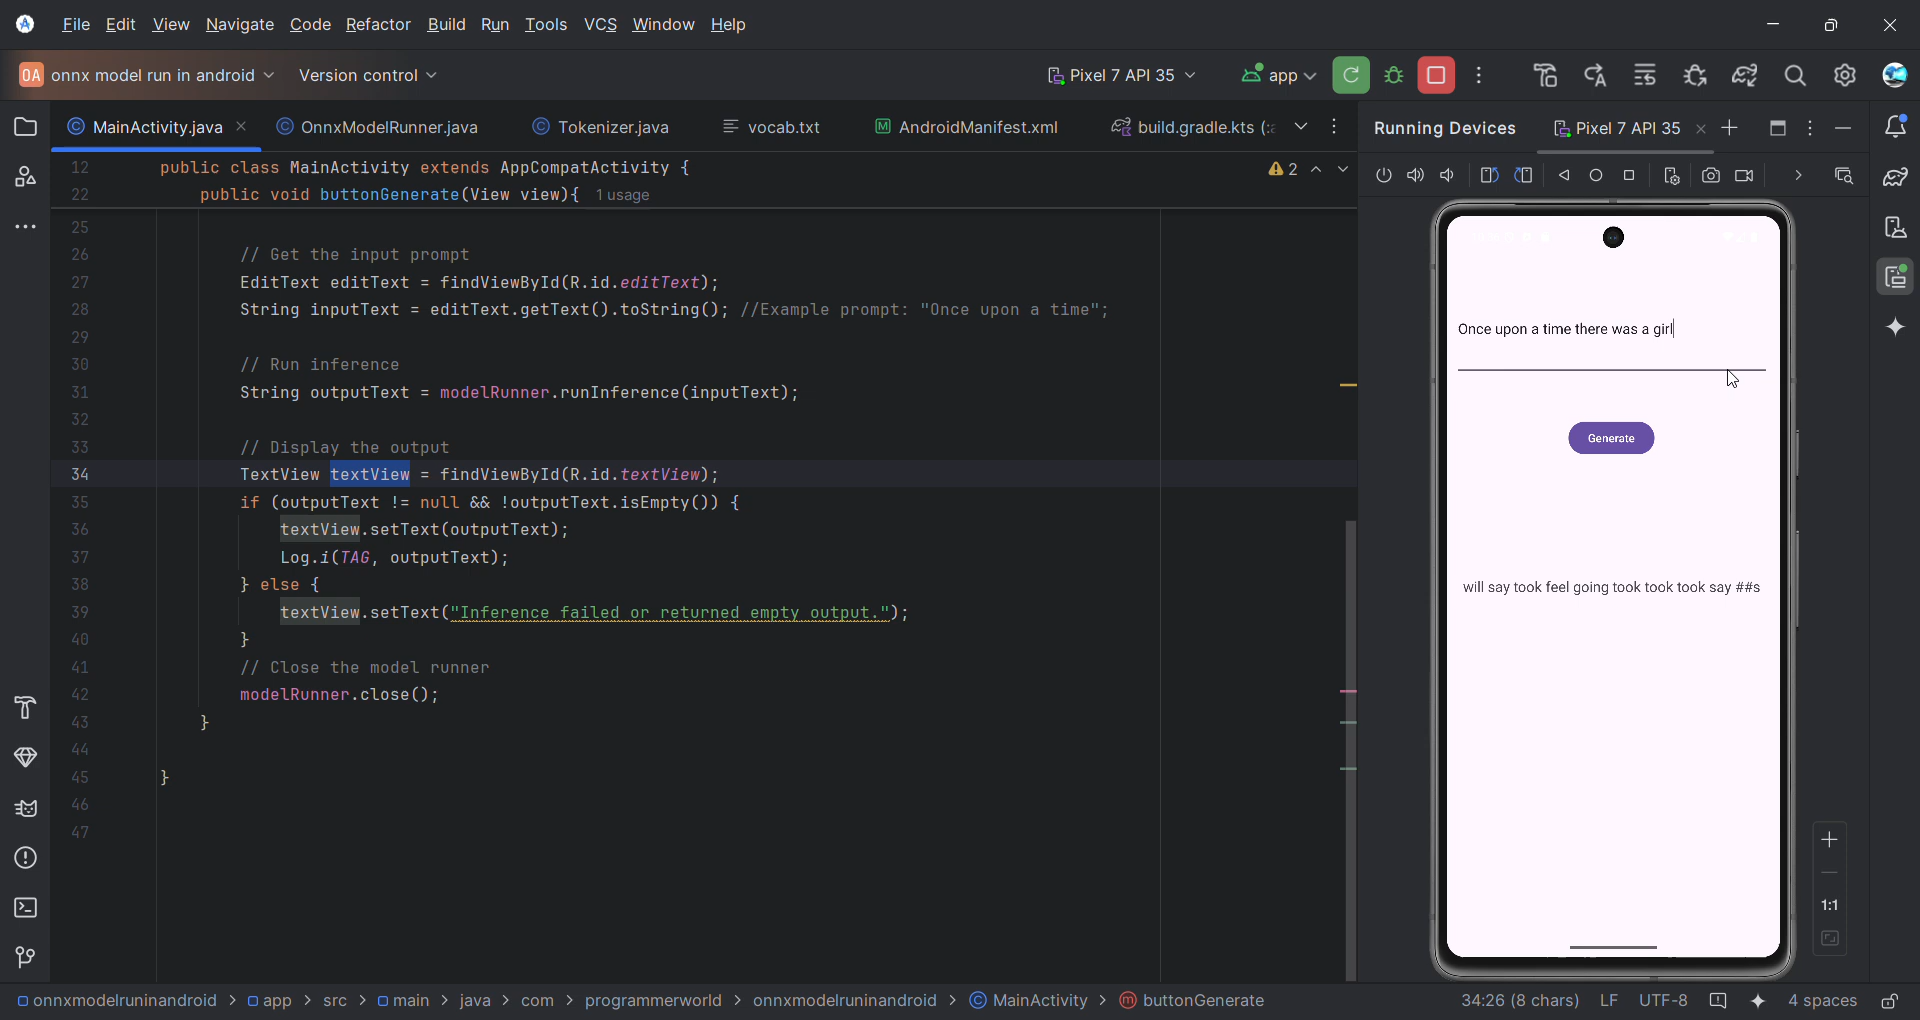 File Edit View Navigate Code Refactor Build Run Tools VCS Window Help
OA onnx model run in android Version control Pixel 7 API 35 app
MainActivity.java OnnxModelRunner.java Tokenizer.java vocab.txt AndroidManifest.xml build.gradle.kts (:a
Running Devices Pixel 7 API 35
12 public class MainActivity extends AppCompatActivity { 2
22 public void buttonGenerate(View view){ 1 usage
25
26 // Get the input prompt
27 EditText editText = findViewById(R.id.editText);
28 String inputText = editText.getText().toString(); //Example prompt: "Once upon a time";
29
30 // Run inference
31 String outputText = modelRunner.runInference(inputText);
32
33 // Display the output
34 TextView textView = findViewById(R.id.textView);
35 if (outputText != null && !outputText.isEmpty()) {
36 textView.setText(outputText);
37 Log.i(TAG, outputText);
38 } else {
39 textView.setText("Inference failed or returned empty output.");
40 }
41 // Close the model runner
42 modelRunner.close();
43 }
44
45 }
46
47
Once upon a time there was a girl
Generate
will say took feel going took took took say ##s
1:1
onnxmodelruninandroid > app > src > main > java > com > programmerworld > onnxmodelruninandroid > MainActivity > buttonGenerate
34:26 (8 chars) LF UTF-8 4 spaces